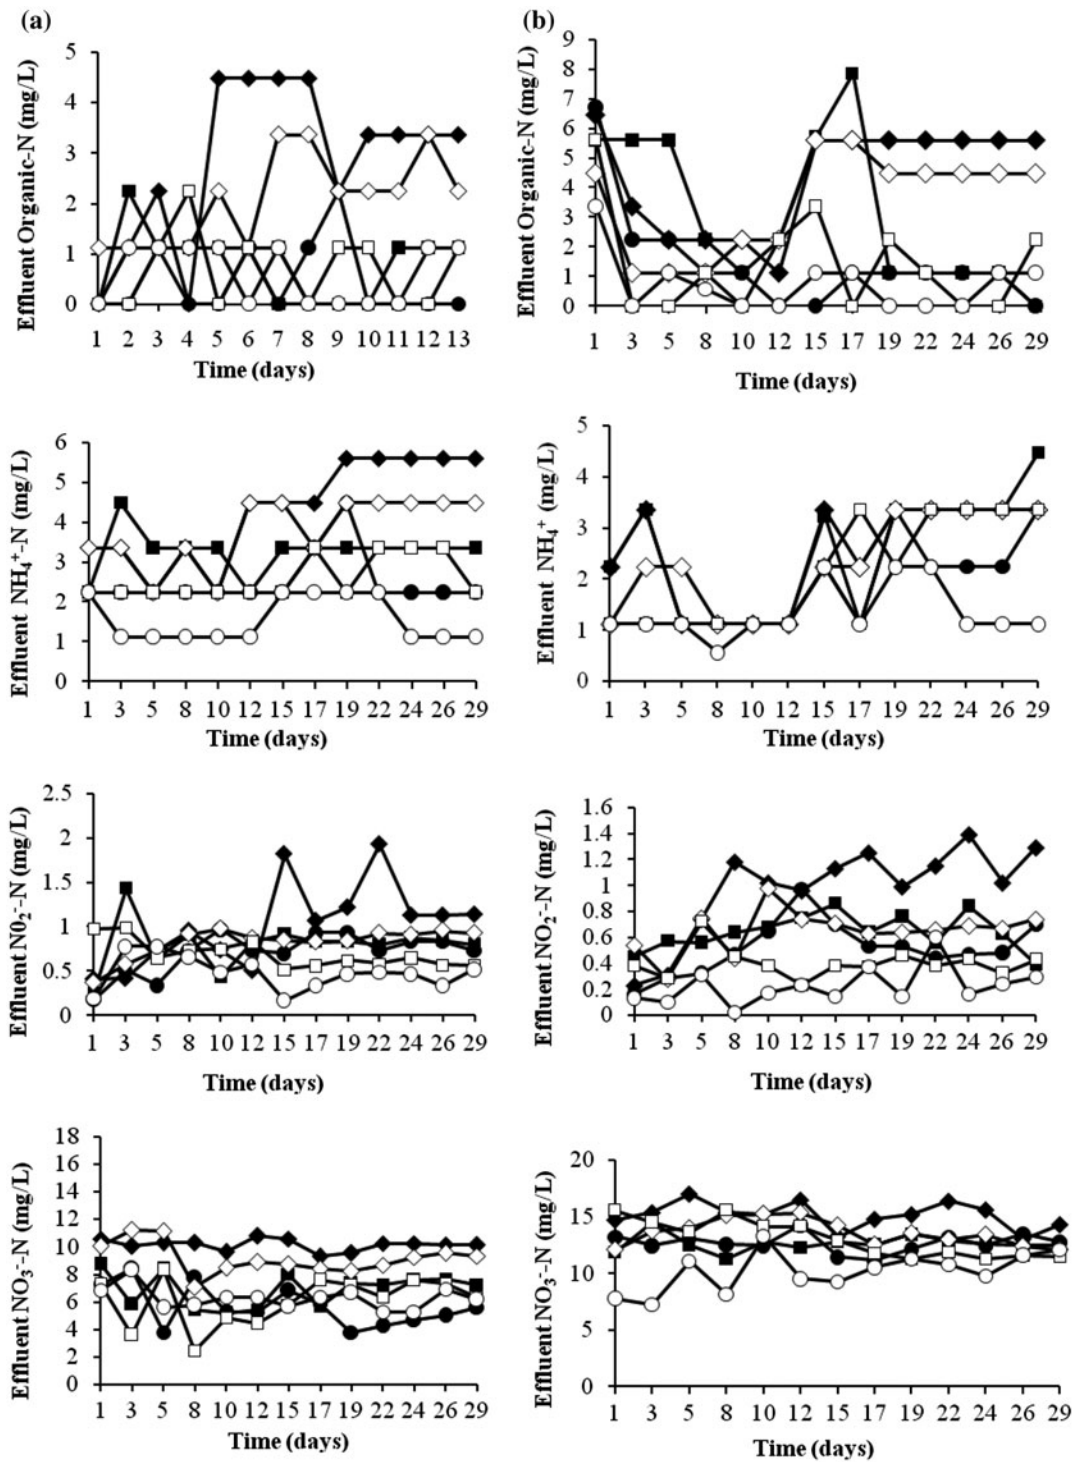 (a)
Effluent Organic-N (mg/L)
5
4
3
2
1
0
1 2 3 4 5 6 7 8 9 10 11 12 13
Time (days)
(b)
Effluent Organic-N (mg/L)
9
8
7
6
5
4
3
2
1
0
1 3 5 8 10 12 15 17 19 22 24 26 29
Time (days)
Effluent NH₄⁺-N (mg/L)
6
5
4
3
2
1
0
1 3 5 8 10 12 15 17 19 22 24 26 29
Time (days)
Effluent NH₄⁺ (mg/L)
5
4
3
2
1
0
1 3 5 8 10 12 15 17 19 22 24 26 29
Time (days)
Effluent N0₂⁻-N (mg/L)
2.5
2
1.5
1
0.5
0
1 3 5 8 10 12 15 17 19 22 24 26 29
Time (days)
Effluent NO₂⁻-N (mg/L)
1.6
1.4
1.2
1
0.8
0.6
0.4
0.2
0
1 3 5 8 10 12 15 17 19 22 24 26 29
Time (days)
Effluent NO₃⁻-N (mg/L)
18
16
14
12
10
8
6
4
2
0
1 3 5 8 10 12 15 17 19 22 24 26 29
Time (days)
Effluent NO₃⁻-N (mg/L)
20
15
10
5
0
1 3 5 8 10 12 15 17 19 22 24 26 29
Time (days)